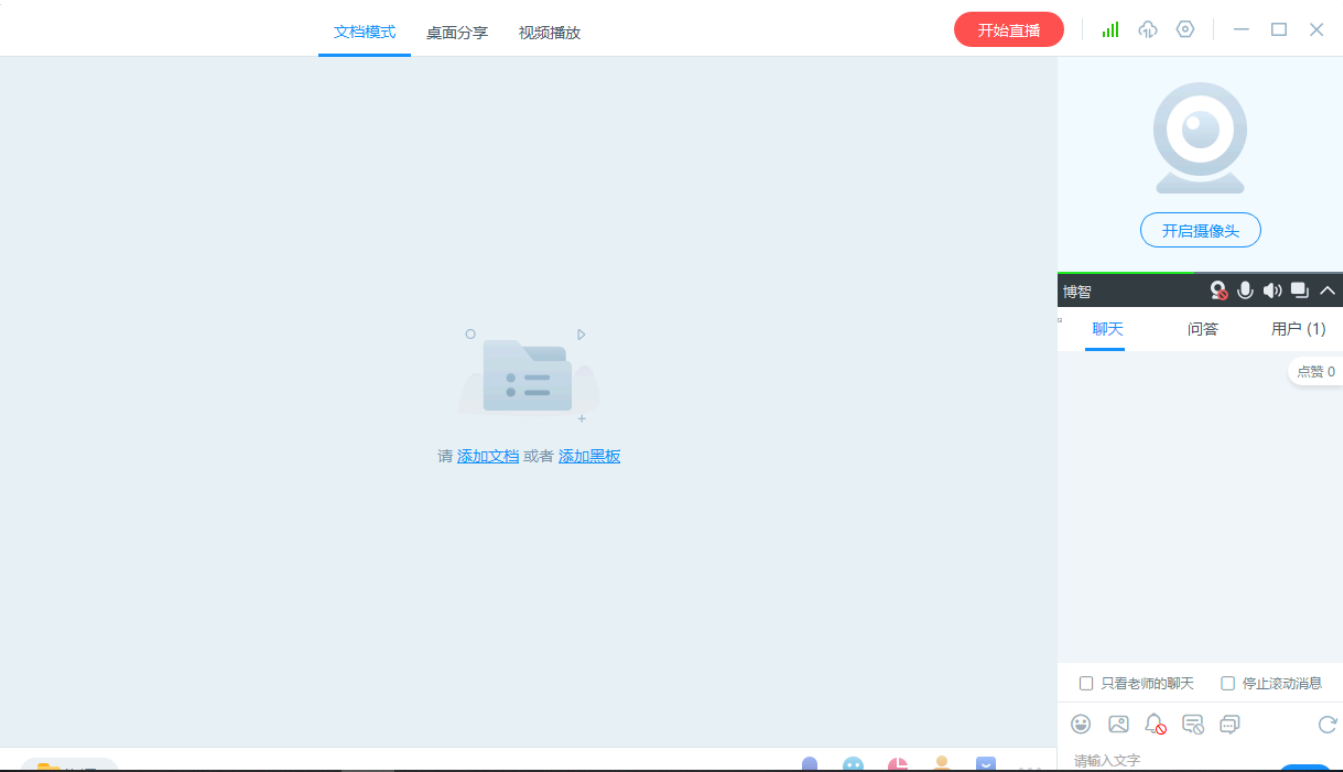 文档模式 桌面分享 视频播放 开始直播
开启摄像头
博智
聊天 问答 用户 (1)
点赞 0
请 添加文档 或者 添加黑板
只看老师的聊天 停止滚动消息
请输入文字